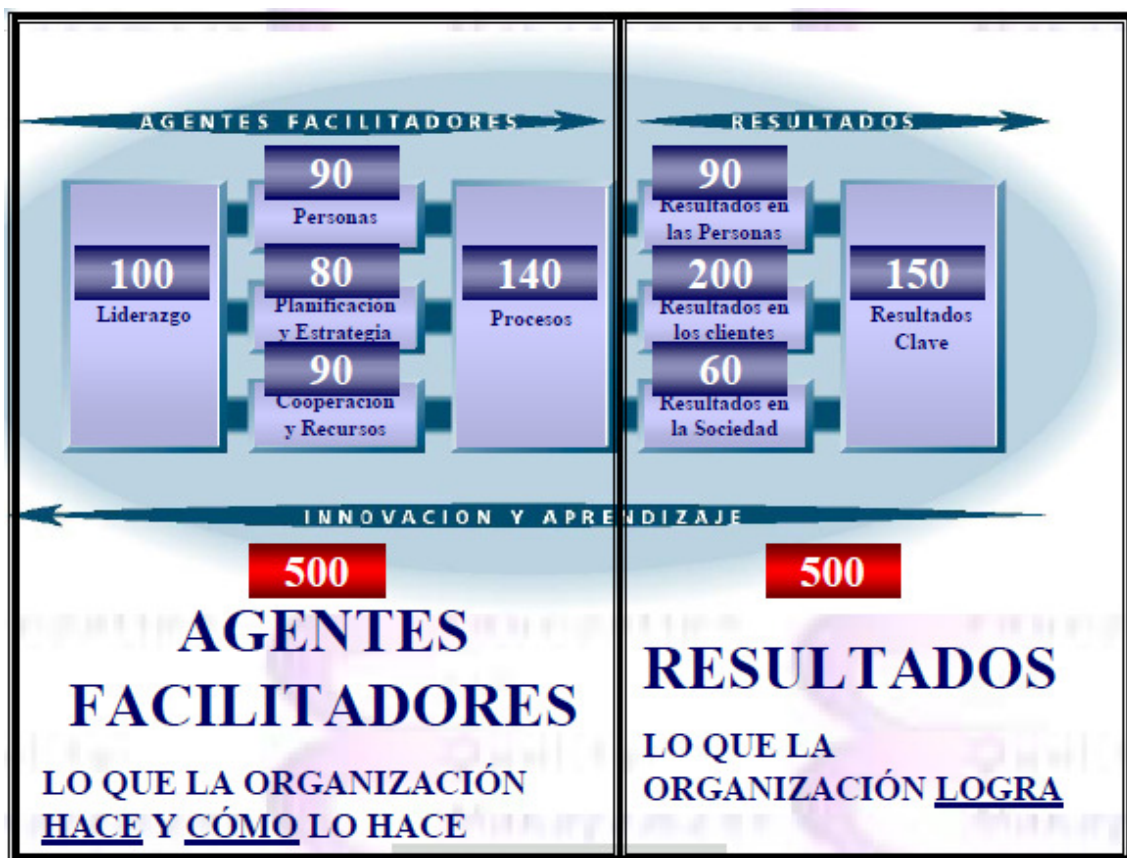 AGENTES FACILITADORES
RESULTADOS
100
Liderazgo
90
Personas
80
Planificación
y Estrategia
90
Cooperación
y Recursos
140
Procesos
90
Resultados en
las Personas
200
Resultados en
los clientes
60
Resultados en
la Sociedad
150
Resultados
Clave
INNOVACION Y APRENDIZAJE
500
AGENTES
FACILITADORES
LO QUE LA ORGANIZACIÓN
HACE Y CÓMO LO HACE
500
RESULTADOS
LO QUE LA
ORGANIZACIÓN LOGRA